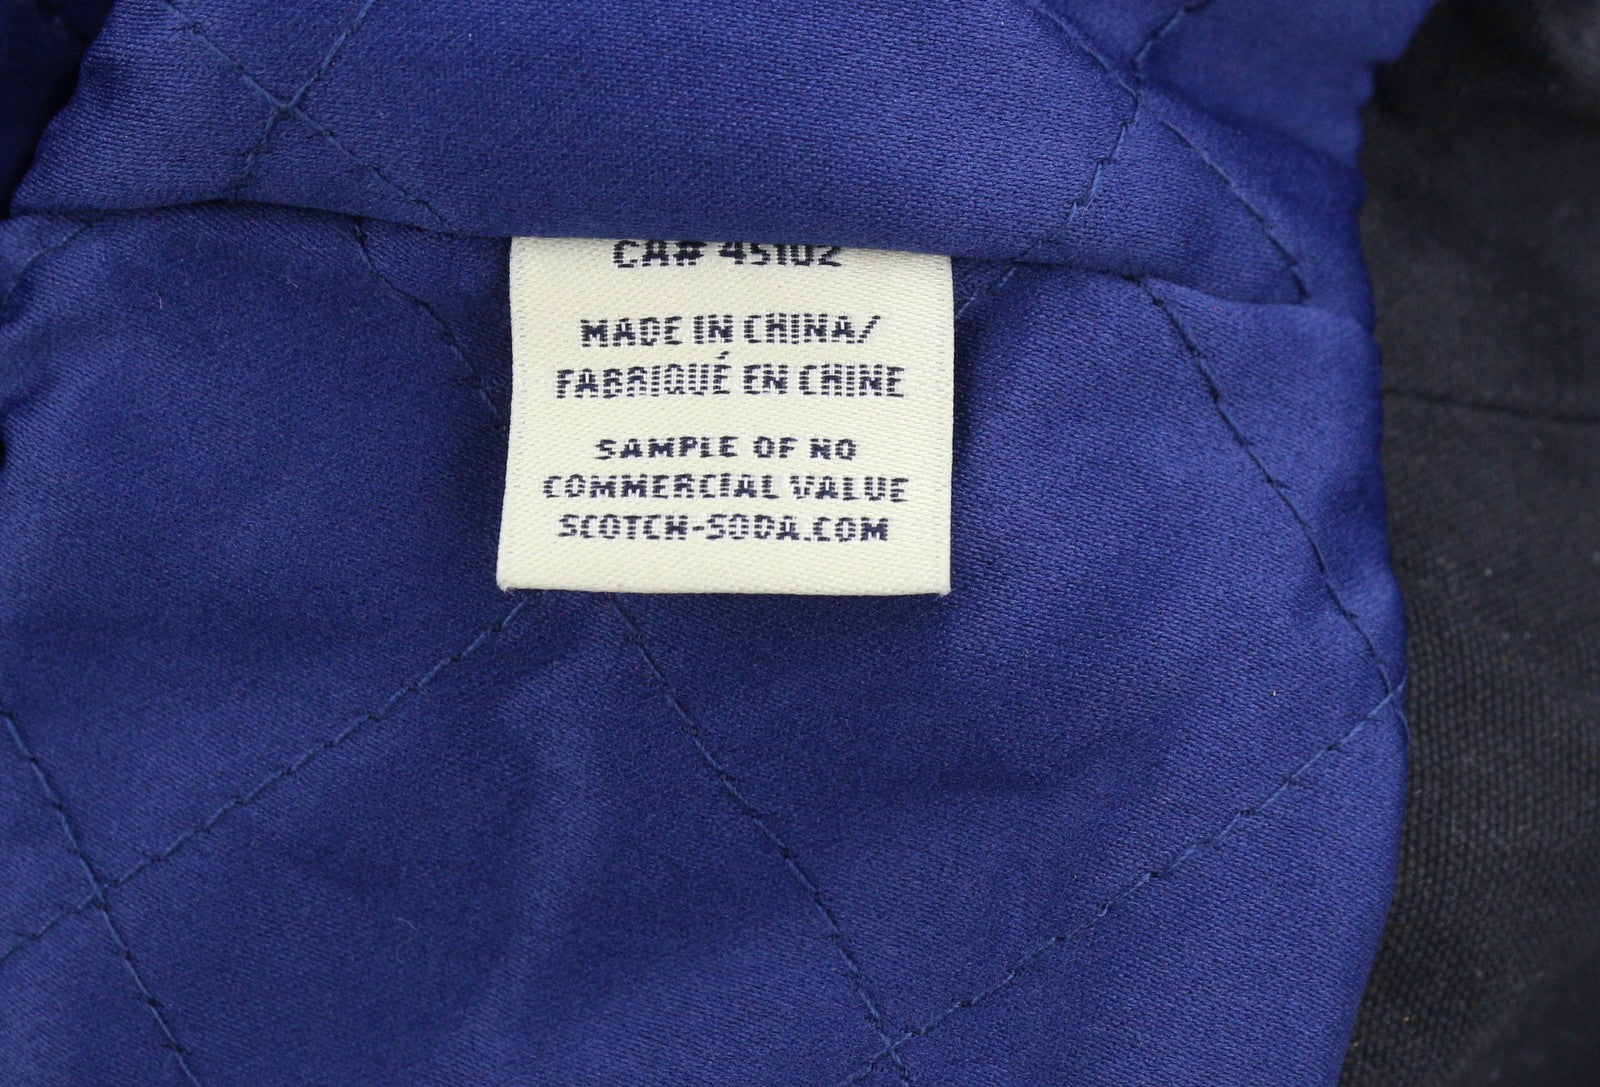 CA# 45102
MADE IN CHINA/
FABRIQUÉ EN CHINE
SAMPLE OF NO
COMMERCIAL VALUE
SCOTCH-SODA.COM